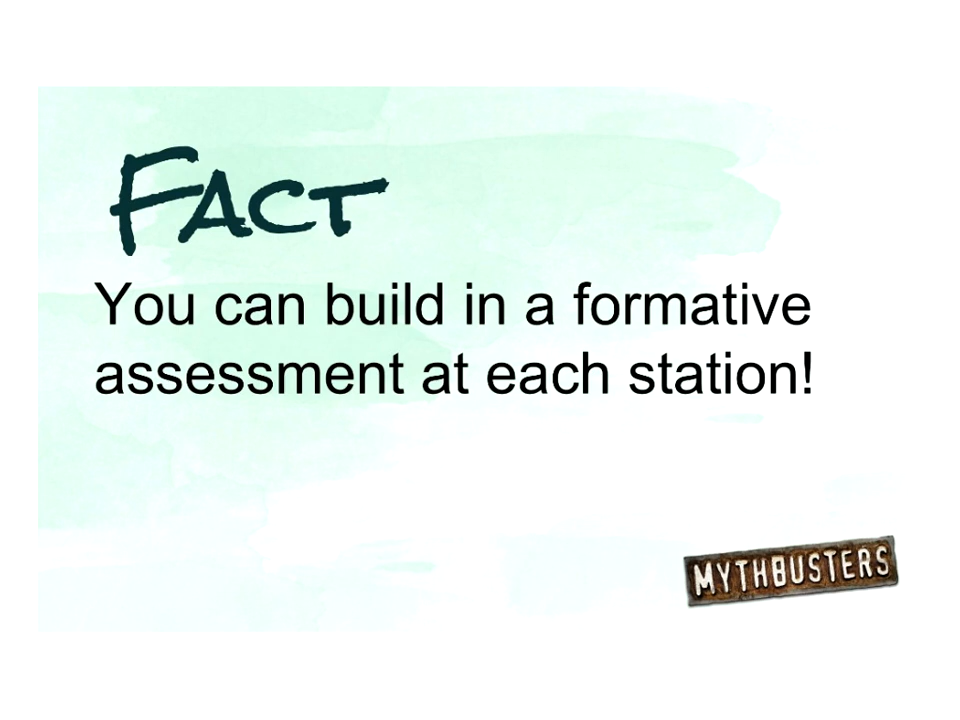 FACT
You can build in a formative
assessment at each station!
MYTHBUSTERS